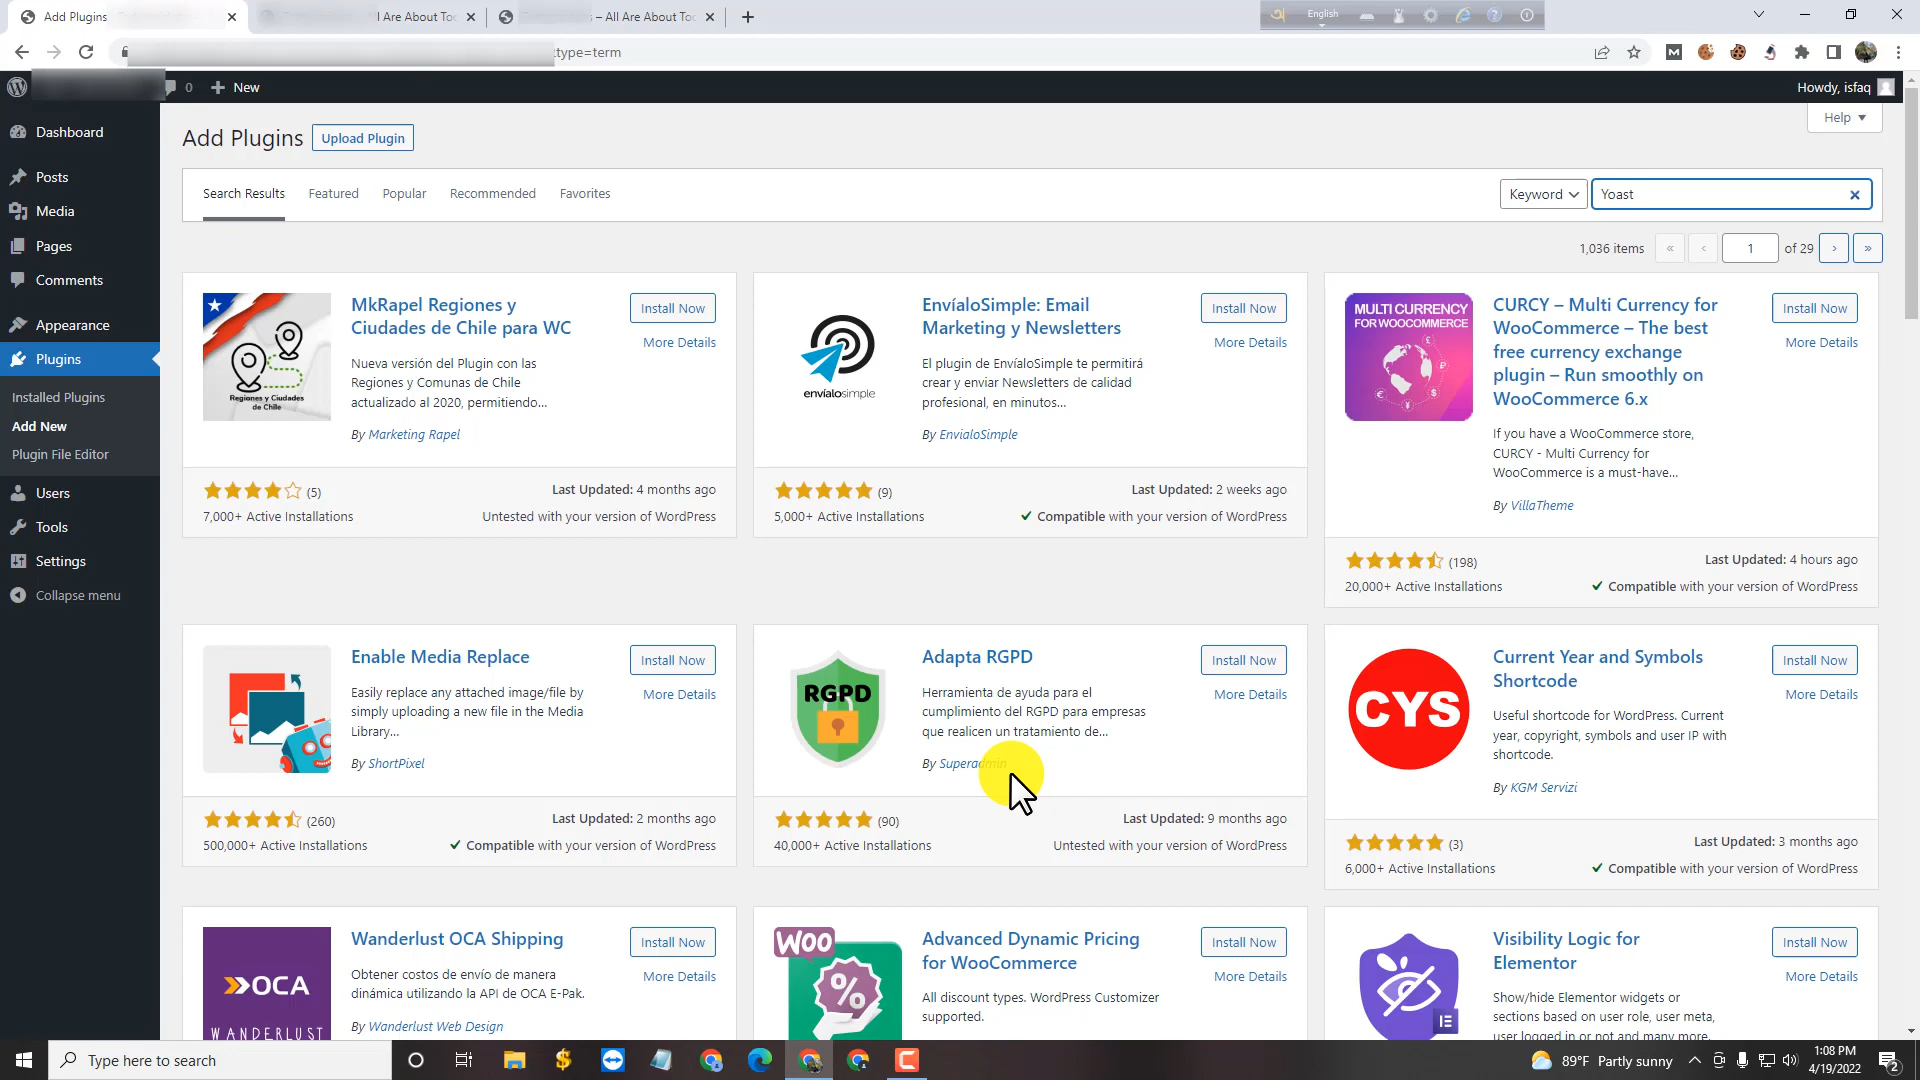 Add Plugins
l Are About Toc
– All Are About Toc
English
type=term
0
New
Howdy, isfaq
Dashboard
Posts
Media
Pages
Comments
Appearance
Plugins
Installed Plugins
Add New
Plugin File Editor
Users
Tools
Settings
Collapse menu
Add Plugins
Upload Plugin
Help
Search Results
Featured
Popular
Recommended
Favorites
Keyword
Yoast
1,036 items
«
‹
1
of 29
›
»
Regiones y Ciudades
de Chile
MkRapel Regiones y
Ciudades de Chile para WC
Install Now
More Details
Nueva versión del Plugin con las
Regiones y Comunas de Chile
actualizado al 2020, permitiendo...
By Marketing Rapel
(5)
Last Updated: 4 months ago
7,000+ Active Installations
Untested with your version of WordPress
envíalosimple
EnvíaloSimple: Email
Marketing y Newsletters
Install Now
More Details
El plugin de EnvíaloSimple te permitirá
crear y enviar Newsletters de calidad
profesional, en minutos...
By EnvialoSimple
(9)
Last Updated: 2 weeks ago
5,000+ Active Installations
Compatible with your version of WordPress
MULTI CURRENCY
FOR WOOCOMMERCE
CURCY – Multi Currency for
WooCommerce – The best
free currency exchange
plugin – Run smoothly on
WooCommerce 6.x
Install Now
More Details
If you have a WooCommerce store,
CURCY - Multi Currency for
WooCommerce is a must-have...
By VillaTheme
(198)
Last Updated: 4 hours ago
20,000+ Active Installations
Compatible with your version of WordPress
Enable Media Replace
Install Now
More Details
Easily replace any attached image/file by
simply uploading a new file in the Media
Library...
By ShortPixel
(260)
Last Updated: 2 months ago
500,000+ Active Installations
Compatible with your version of WordPress
RGPD
Adapta RGPD
Install Now
More Details
Herramienta de ayuda para el
cumplimiento del RGPD para empresas
que realicen un tratamiento de...
By Superadmin
(90)
Last Updated: 9 months ago
40,000+ Active Installations
Untested with your version of WordPress
CYS
Current Year and Symbols
Shortcode
Install Now
More Details
Useful shortcode for WordPress. Current
year, copyright, symbols and user IP with
shortcode.
By KGM Servizi
(3)
Last Updated: 3 months ago
6,000+ Active Installations
Compatible with your version of WordPress
OCA
WANDERLUST
Wanderlust OCA Shipping
Install Now
More Details
Obtener costos de envío de manera
dinámica utilizando la API de OCA E-Pak.
By Wanderlust Web Design
WOO
%
Advanced Dynamic Pricing
for WooCommerce
Install Now
More Details
All discount types. WordPress Customizer
supported.
Visibility Logic for
Elementor
Install Now
More Details
Show/hide Elementor widgets or
sections based on user role, user meta,
user logged in or not and many more.
Type here to search
89°F Partly sunny
1:08 PM
4/19/2022
2